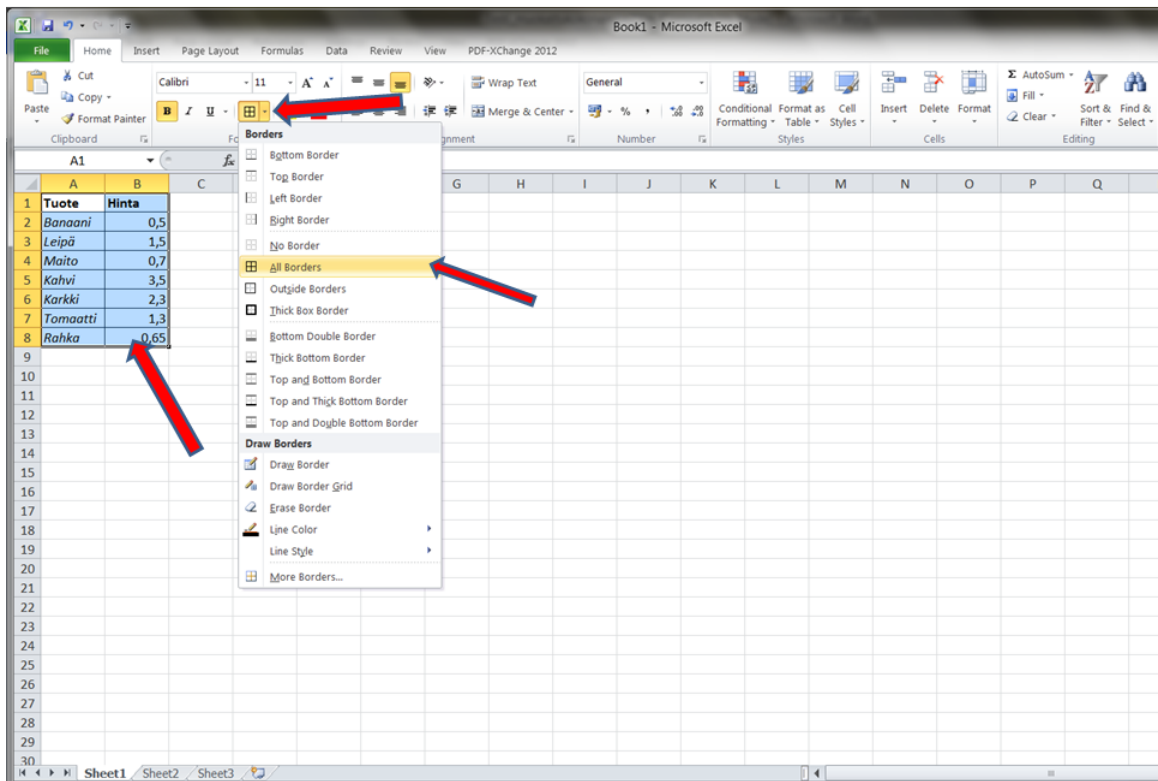 Book1 - Microsoft Excel
File Home Insert Page Layout Formulas Data Review View PDF-XChange 2012
Cut Calibri 11 A A Wrap Text General Σ AutoSum
Copy Fill
Paste Format Painter B I U Merge & Center % , Conditional Format as Cell Insert Delete Format Clear Sort & Find &
Formatting Table Styles Filter Select
Clipboard Number Styles Cells Editing
A1 fx
A B C G H I J K L M N O P Q
1 Tuote Hinta
2 Banaani 0,5
3 Leipä 1,5
4 Maito 0,7
5 Kahvi 3,5
6 Karkki 2,3
7 Tomaatti 1,3
8 Rahka 0,65
9
10
11
12
13
14
15
16
17
18
19
20
21
22
23
24
25
26
27
28
29
30
Borders
Bottom Border
Top Border
Left Border
Right Border
No Border
All Borders
Outside Borders
Thick Box Border
Bottom Double Border
Thick Bottom Border
Top and Bottom Border
Top and Thick Bottom Border
Top and Double Bottom Border
Draw Borders
Draw Border
Draw Border Grid
Erase Border
Line Color
Line Style
More Borders...
Sheet1 Sheet2 Sheet3